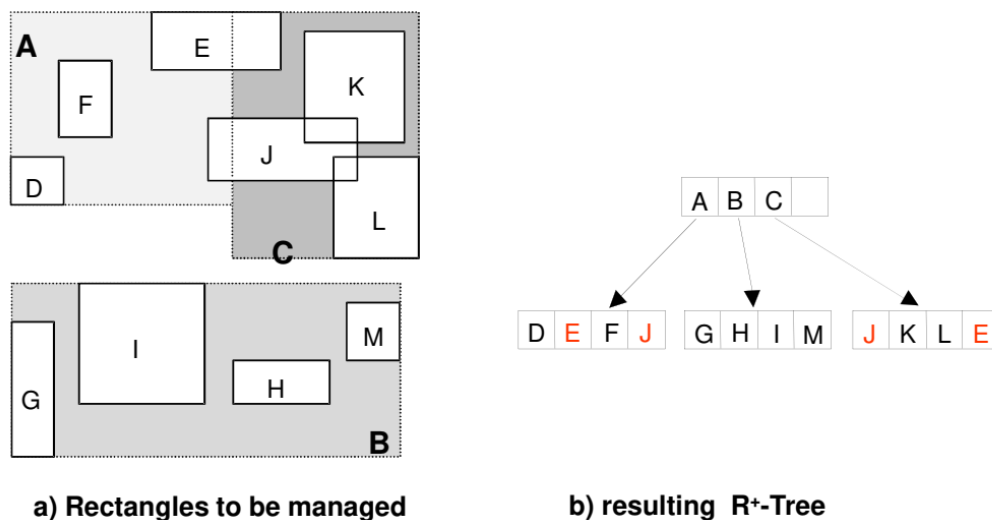 A
E
K
F
J
D
L
C
I
M
G
H
B
A B C
D E F J G H I M J K L E
a) Rectangles to be managed b) resulting R+-Tree